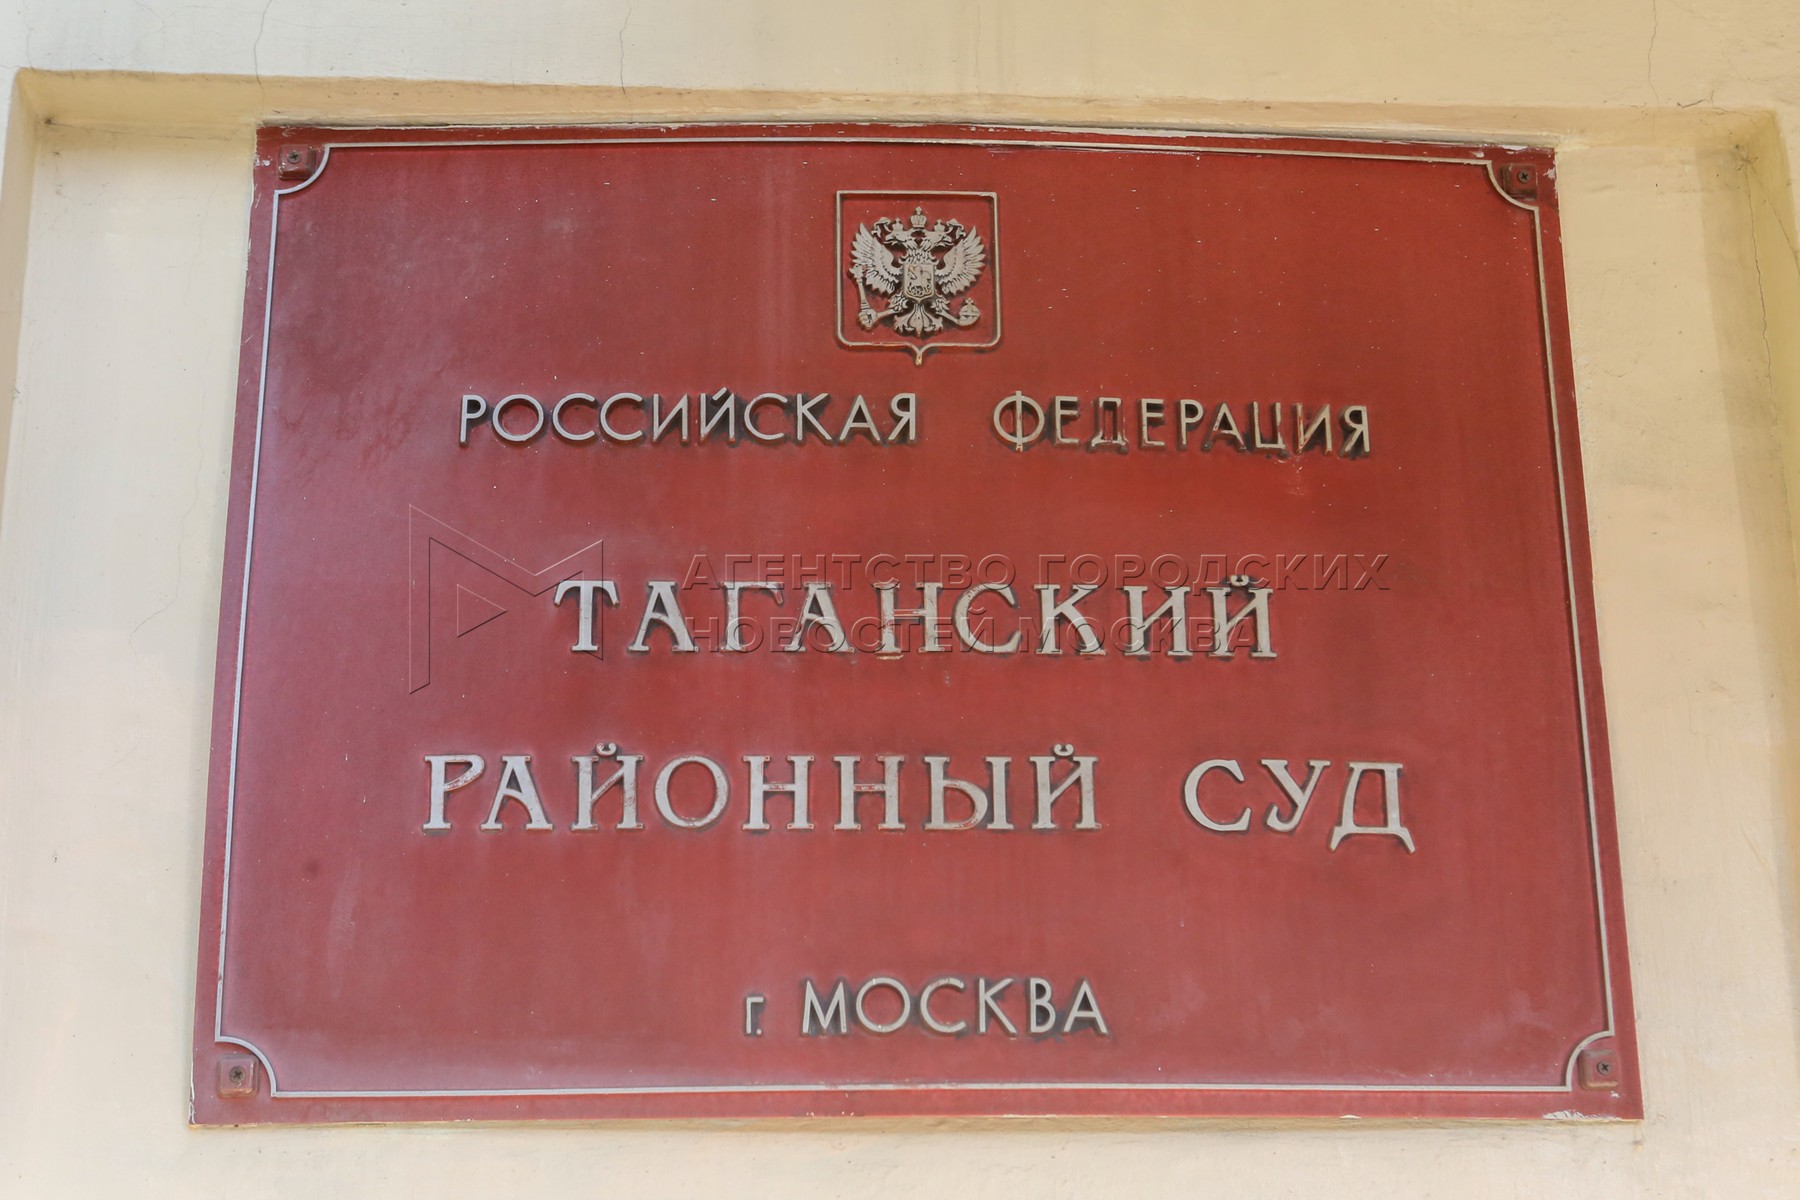 РОССИЙСКАЯ ФЕДЕРАЦИЯ
АГЕНТСТВО ГОРОДСКИХ
ТАГАНСКИЙ
НОВОСТЕЙ МОСКВА
РАЙОННЫЙ СУД
г. МОСКВА